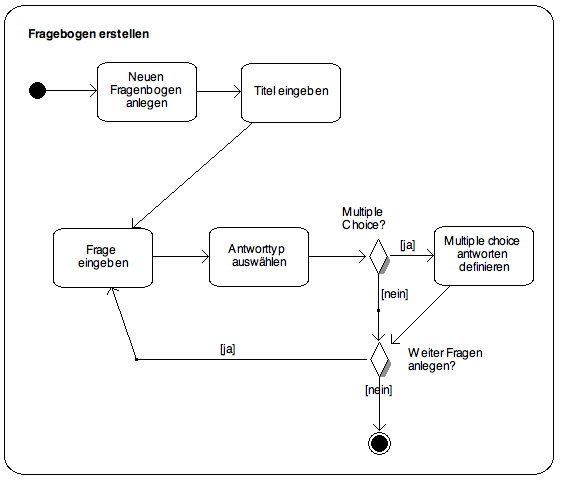 Fragebogen erstellen
Neuen
Fragenbogen
anlegen
Titel eingeben
Frage
eingeben
Antworttyp
auswählen
Multiple
Choice?
[ja]
Multiple choice
antworten
definieren
[nein]
[ja]
Weiter Fragen
anlegen?
[nein]